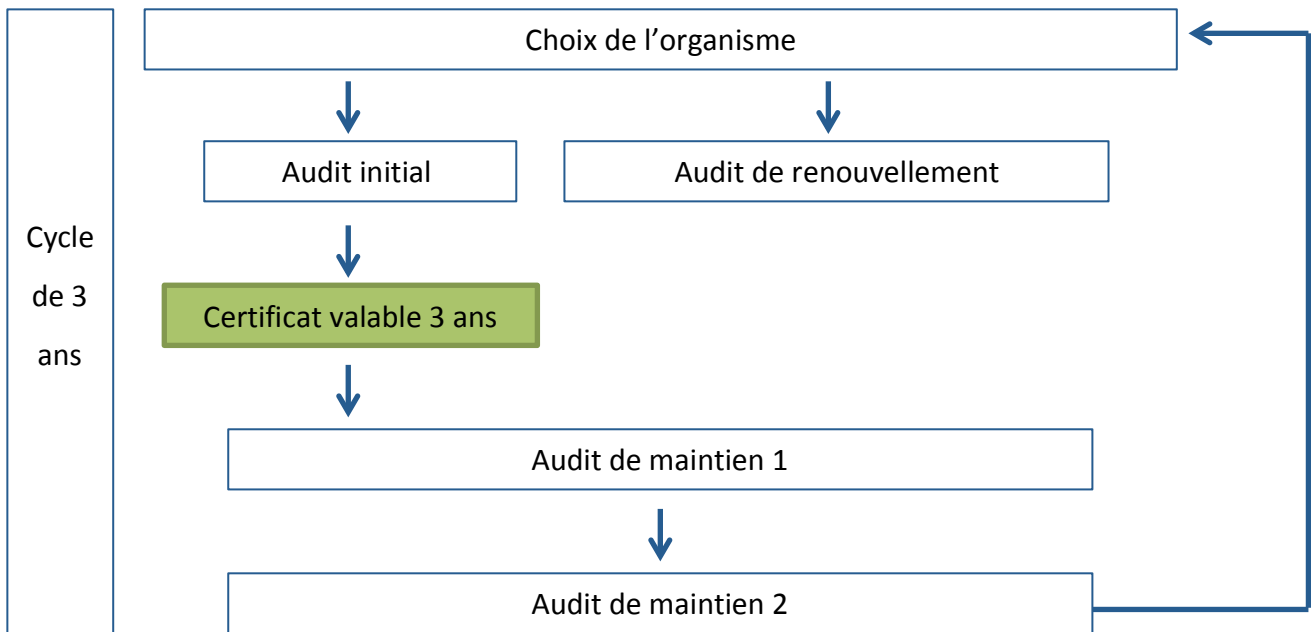 Choix de l’organisme
Audit initial
Audit de renouvellement
Cycle
de 3
ans
Certificat valable 3 ans
Audit de maintien 1
Audit de maintien 2